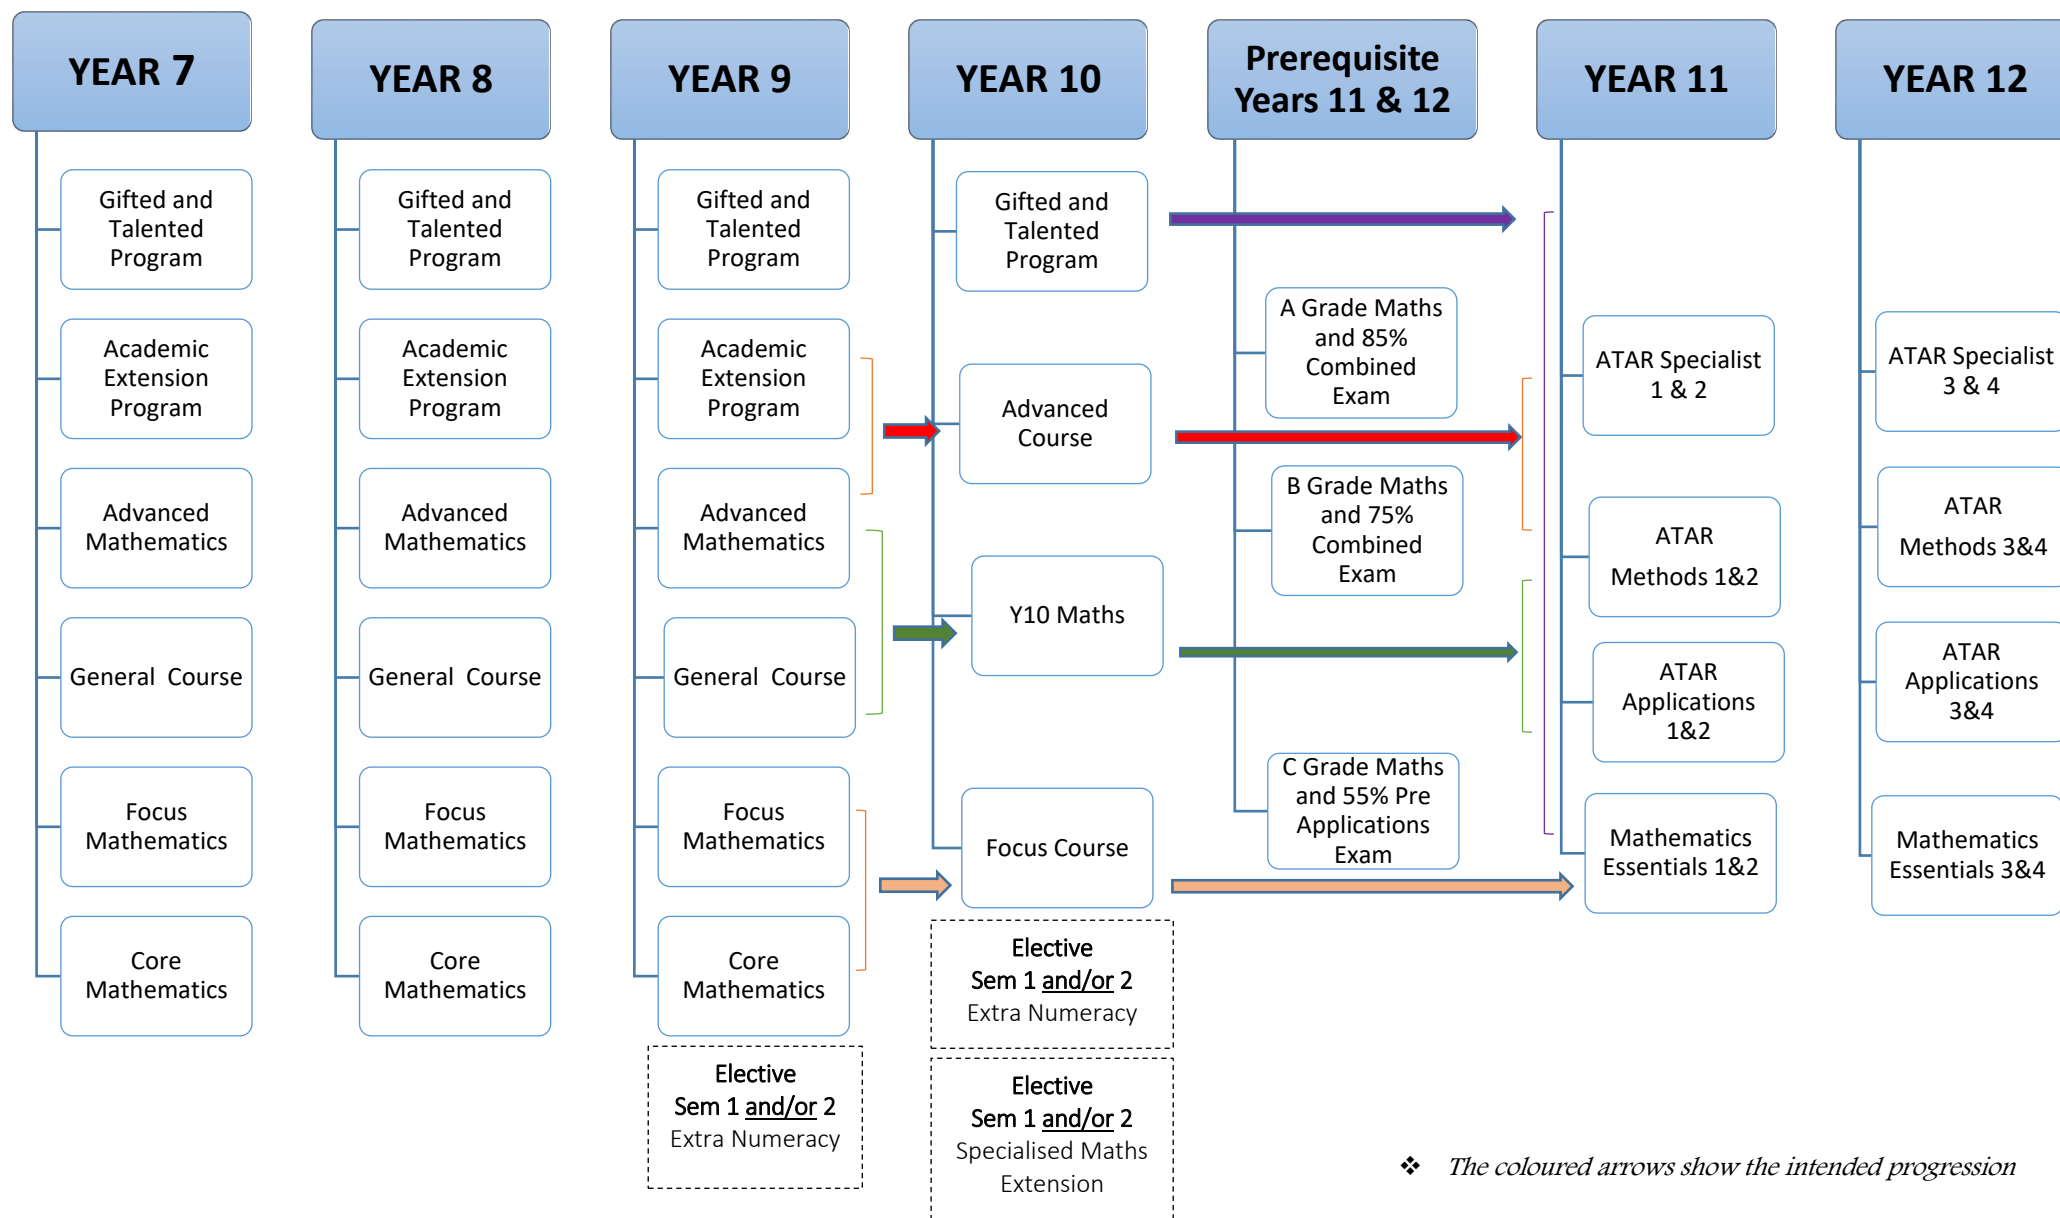 YEAR 7
Gifted and
Talented
Program
Academic
Extension
Program
Advanced
Mathematics
General Course
Focus
Mathematics
Core
Mathematics
YEAR 8
Gifted and
Talented
Program
Academic
Extension
Program
Advanced
Mathematics
General Course
Focus
Mathematics
Core
Mathematics
YEAR 9
Gifted and
Talented
Program
Academic
Extension
Program
Advanced
Mathematics
General Course
Focus
Mathematics
Core
Mathematics
Elective
Sem 1 and/or 2
Extra Numeracy
YEAR 10
Gifted and
Talented
Program
Advanced
Course
Y10 Maths
Focus Course
Elective
Sem 1 and/or 2
Extra Numeracy
Elective
Sem 1 and/or 2
Specialised Maths
Extension
Prerequisite
Years 11 & 12
A Grade Maths
and 85%
Combined
Exam
B Grade Maths
and 75%
Combined
Exam
C Grade Maths
and 55% Pre
Applications
Exam
YEAR 11
ATAR Specialist
1 & 2
ATAR
Methods 1&2
ATAR
Applications
1&2
Mathematics
Essentials 1&2
YEAR 12
ATAR Specialist
3 & 4
ATAR
Methods 3&4
ATAR
Applications
3&4
Mathematics
Essentials 3&4
❖ The coloured arrows show the intended progression